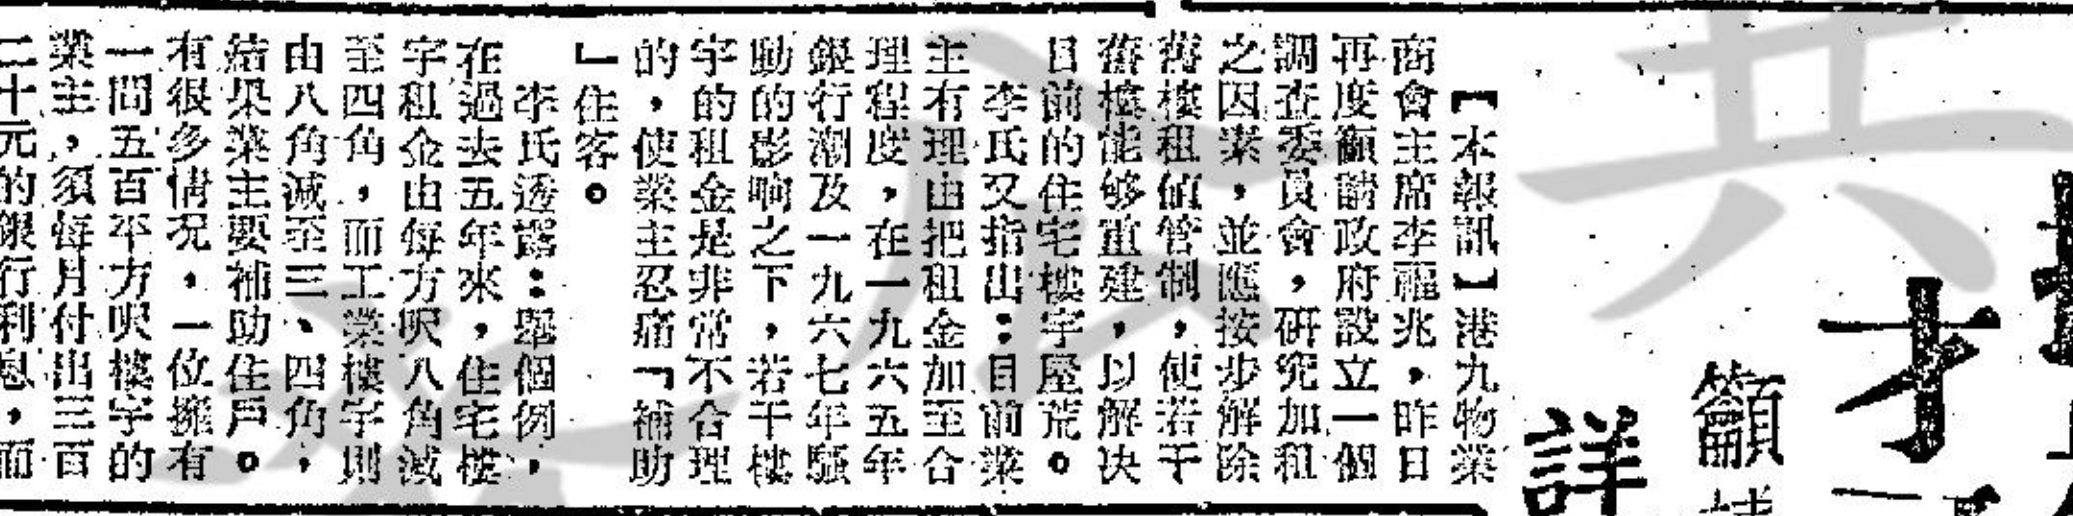 【本報訊】港九物業
商會主席李福兆，昨日
再度籲請政府設立一個
調查委員會，研究加租
之因素，並應按步解除
舊樓租値管制，使若干
舊樓能够重建，以解决
目前的住宅樓宇屋荒。
李氏又指出：目前業
主有理由把租金加至合
理程度，在一九六五年
銀行潮及一九六七年騷
動的影响之下，若干樓
宇的租金是非常不合理
的，使業主忍痛「補助
」住客。
李氏透露：舉個例，
在過去五年來，住宅樓
字租金由每方呎八角減
至四角，而工業樓宇則
由八角減至三、四角，
結果業主要補助住戶。
有很多情况，一位擁有
一間五百平方呎樓宇的
業主，須每月付出三百
二十元的銀行利息，而